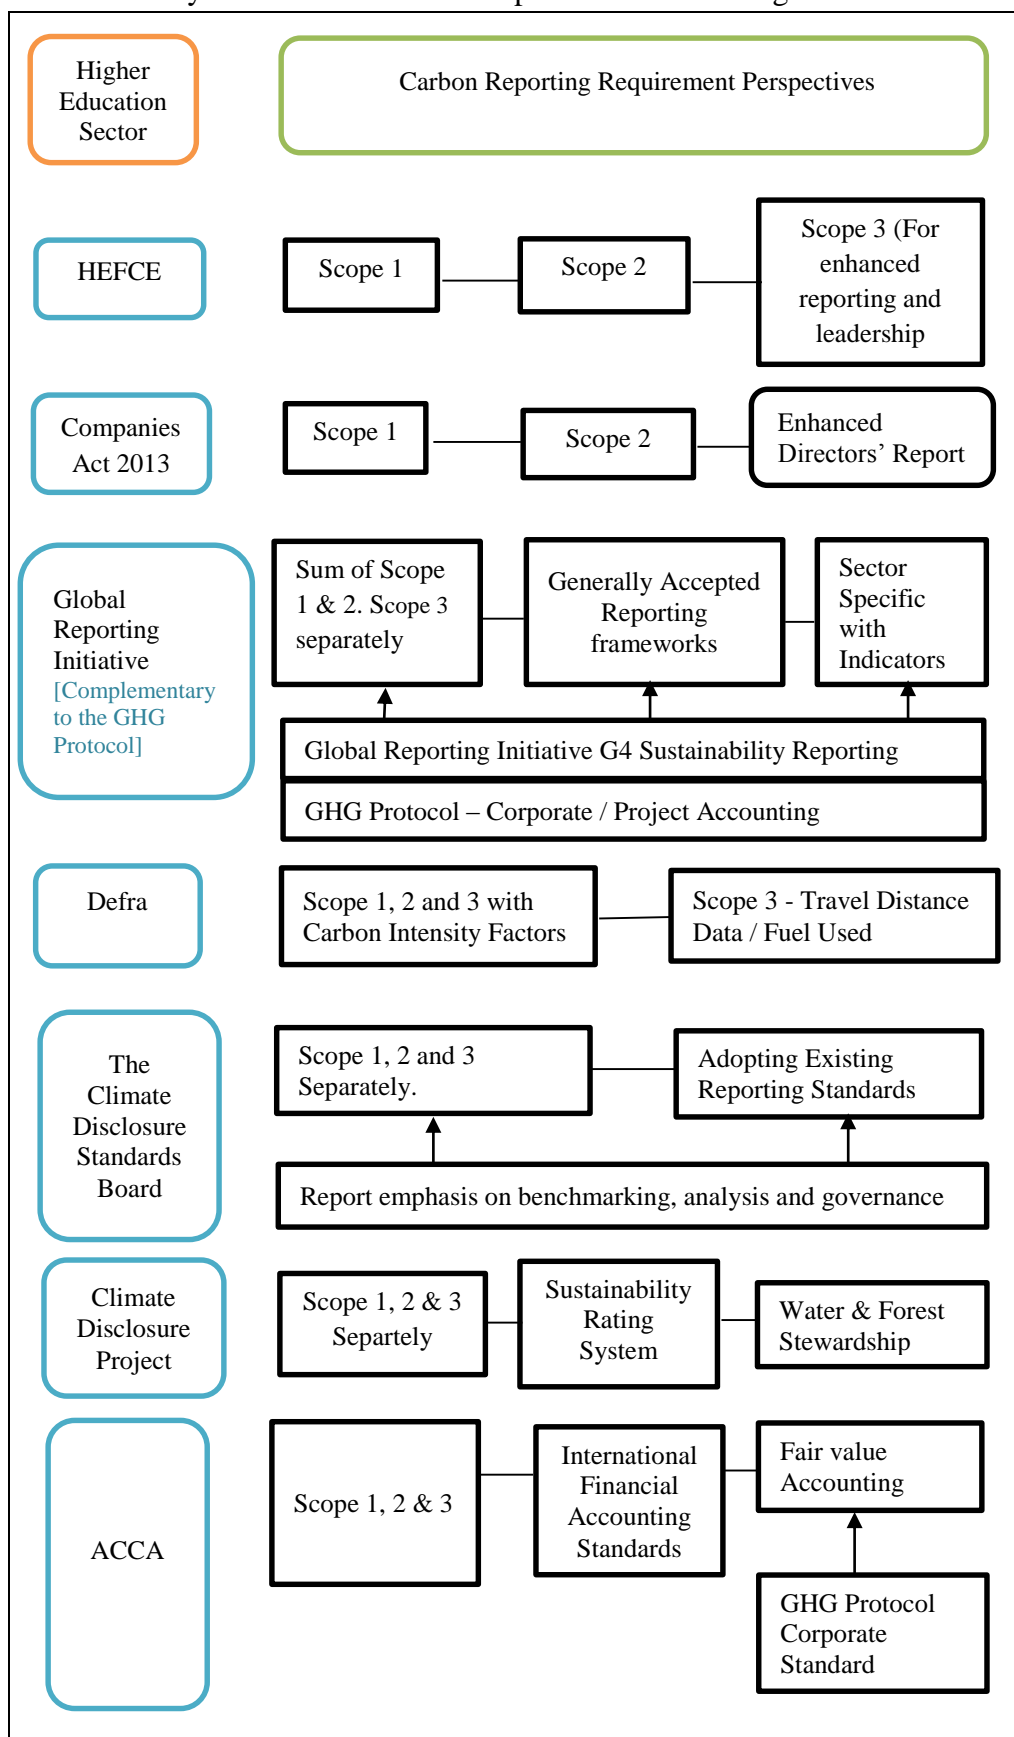 Higher
Education
Sector
Carbon Reporting Requirement Perspectives
HEFCE
Scope 1
Scope 2
Scope 3 (For
enhanced
reporting and
leadership
Companies
Act 2013
Scope 1
Scope 2
Enhanced
Directors’ Report
Global
Reporting
Initiative
[Complementary
to the GHG
Protocol]
Sum of Scope
1 & 2. Scope 3
separately
Generally Accepted
Reporting
frameworks
Sector
Specific
with
Indicators
Global Reporting Initiative G4 Sustainability Reporting
GHG Protocol – Corporate / Project Accounting
Defra
Scope 1, 2 and 3 with
Carbon Intensity Factors
Scope 3 - Travel Distance
Data / Fuel Used
The
Climate
Disclosure
Standards
Board
Scope 1, 2 and 3
Separately.
Adopting Existing
Reporting Standards
Report emphasis on benchmarking, analysis and governance
Climate
Disclosure
Project
Scope 1, 2 & 3
Separtely
Sustainability
Rating
System
Water & Forest
Stewardship
ACCA
Scope 1, 2 & 3
International
Financial
Accounting
Standards
Fair value
Accounting
GHG Protocol
Corporate
Standard